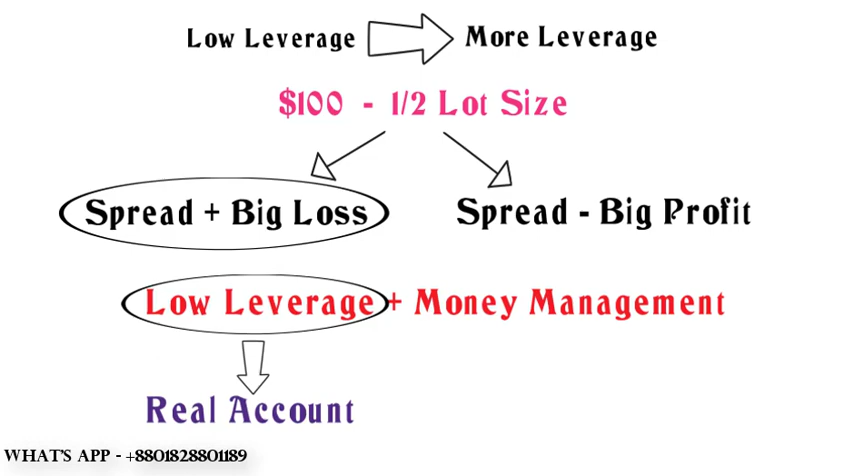 Low Leverage More Leverage
$100 - 1/2 Lot Size
Spread + Big Loss Spread - Big Profit
Low Leverage + Money Management
Real Account
WHAT'S APP - +8801828801189